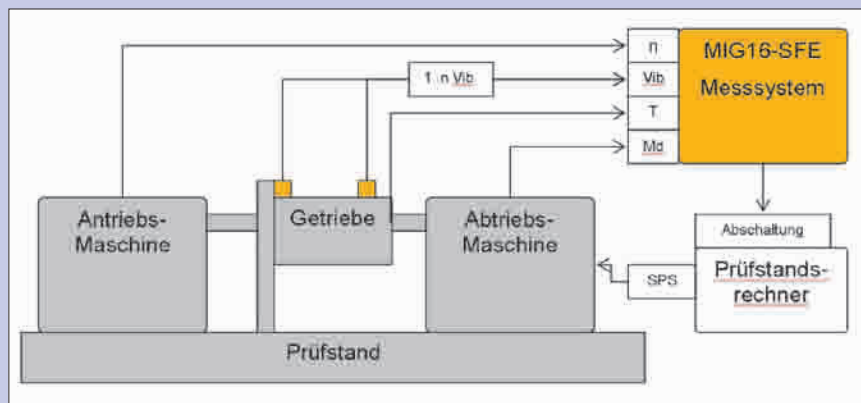 n
MIG16-SFE
1 n Vib
Vib
Messsystem
T
Md
Antriebs-
Maschine
Getriebe
Abtriebs-
Maschine
Abschaltung
SPS
Prüfstands-
rechner
Prüfstand